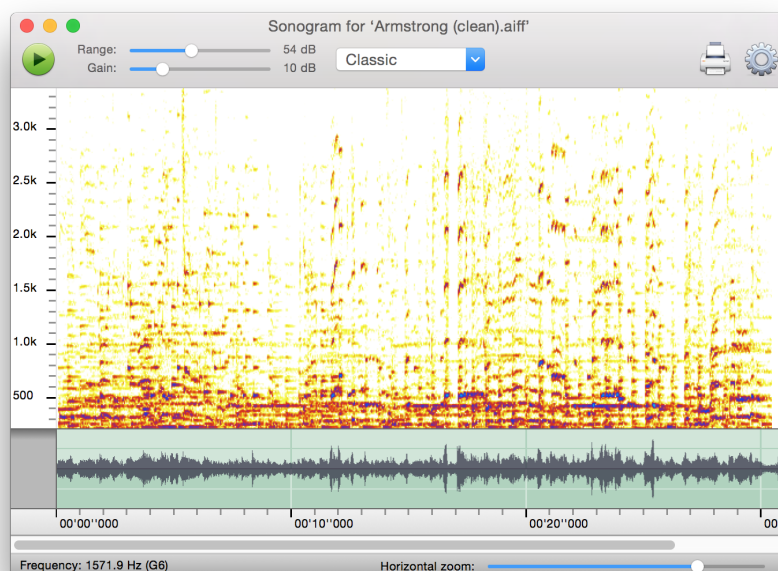 Sonogram for ‘Armstrong (clean).aiff’
Range: 54 dB
Gain: 10 dB
Classic
3.0k
2.5k
2.0k
1.5k
1.0k
500
00'00''000 00'10''000 00'20''000 00
Frequency: 1571.9 Hz (G6) Horizontal zoom: